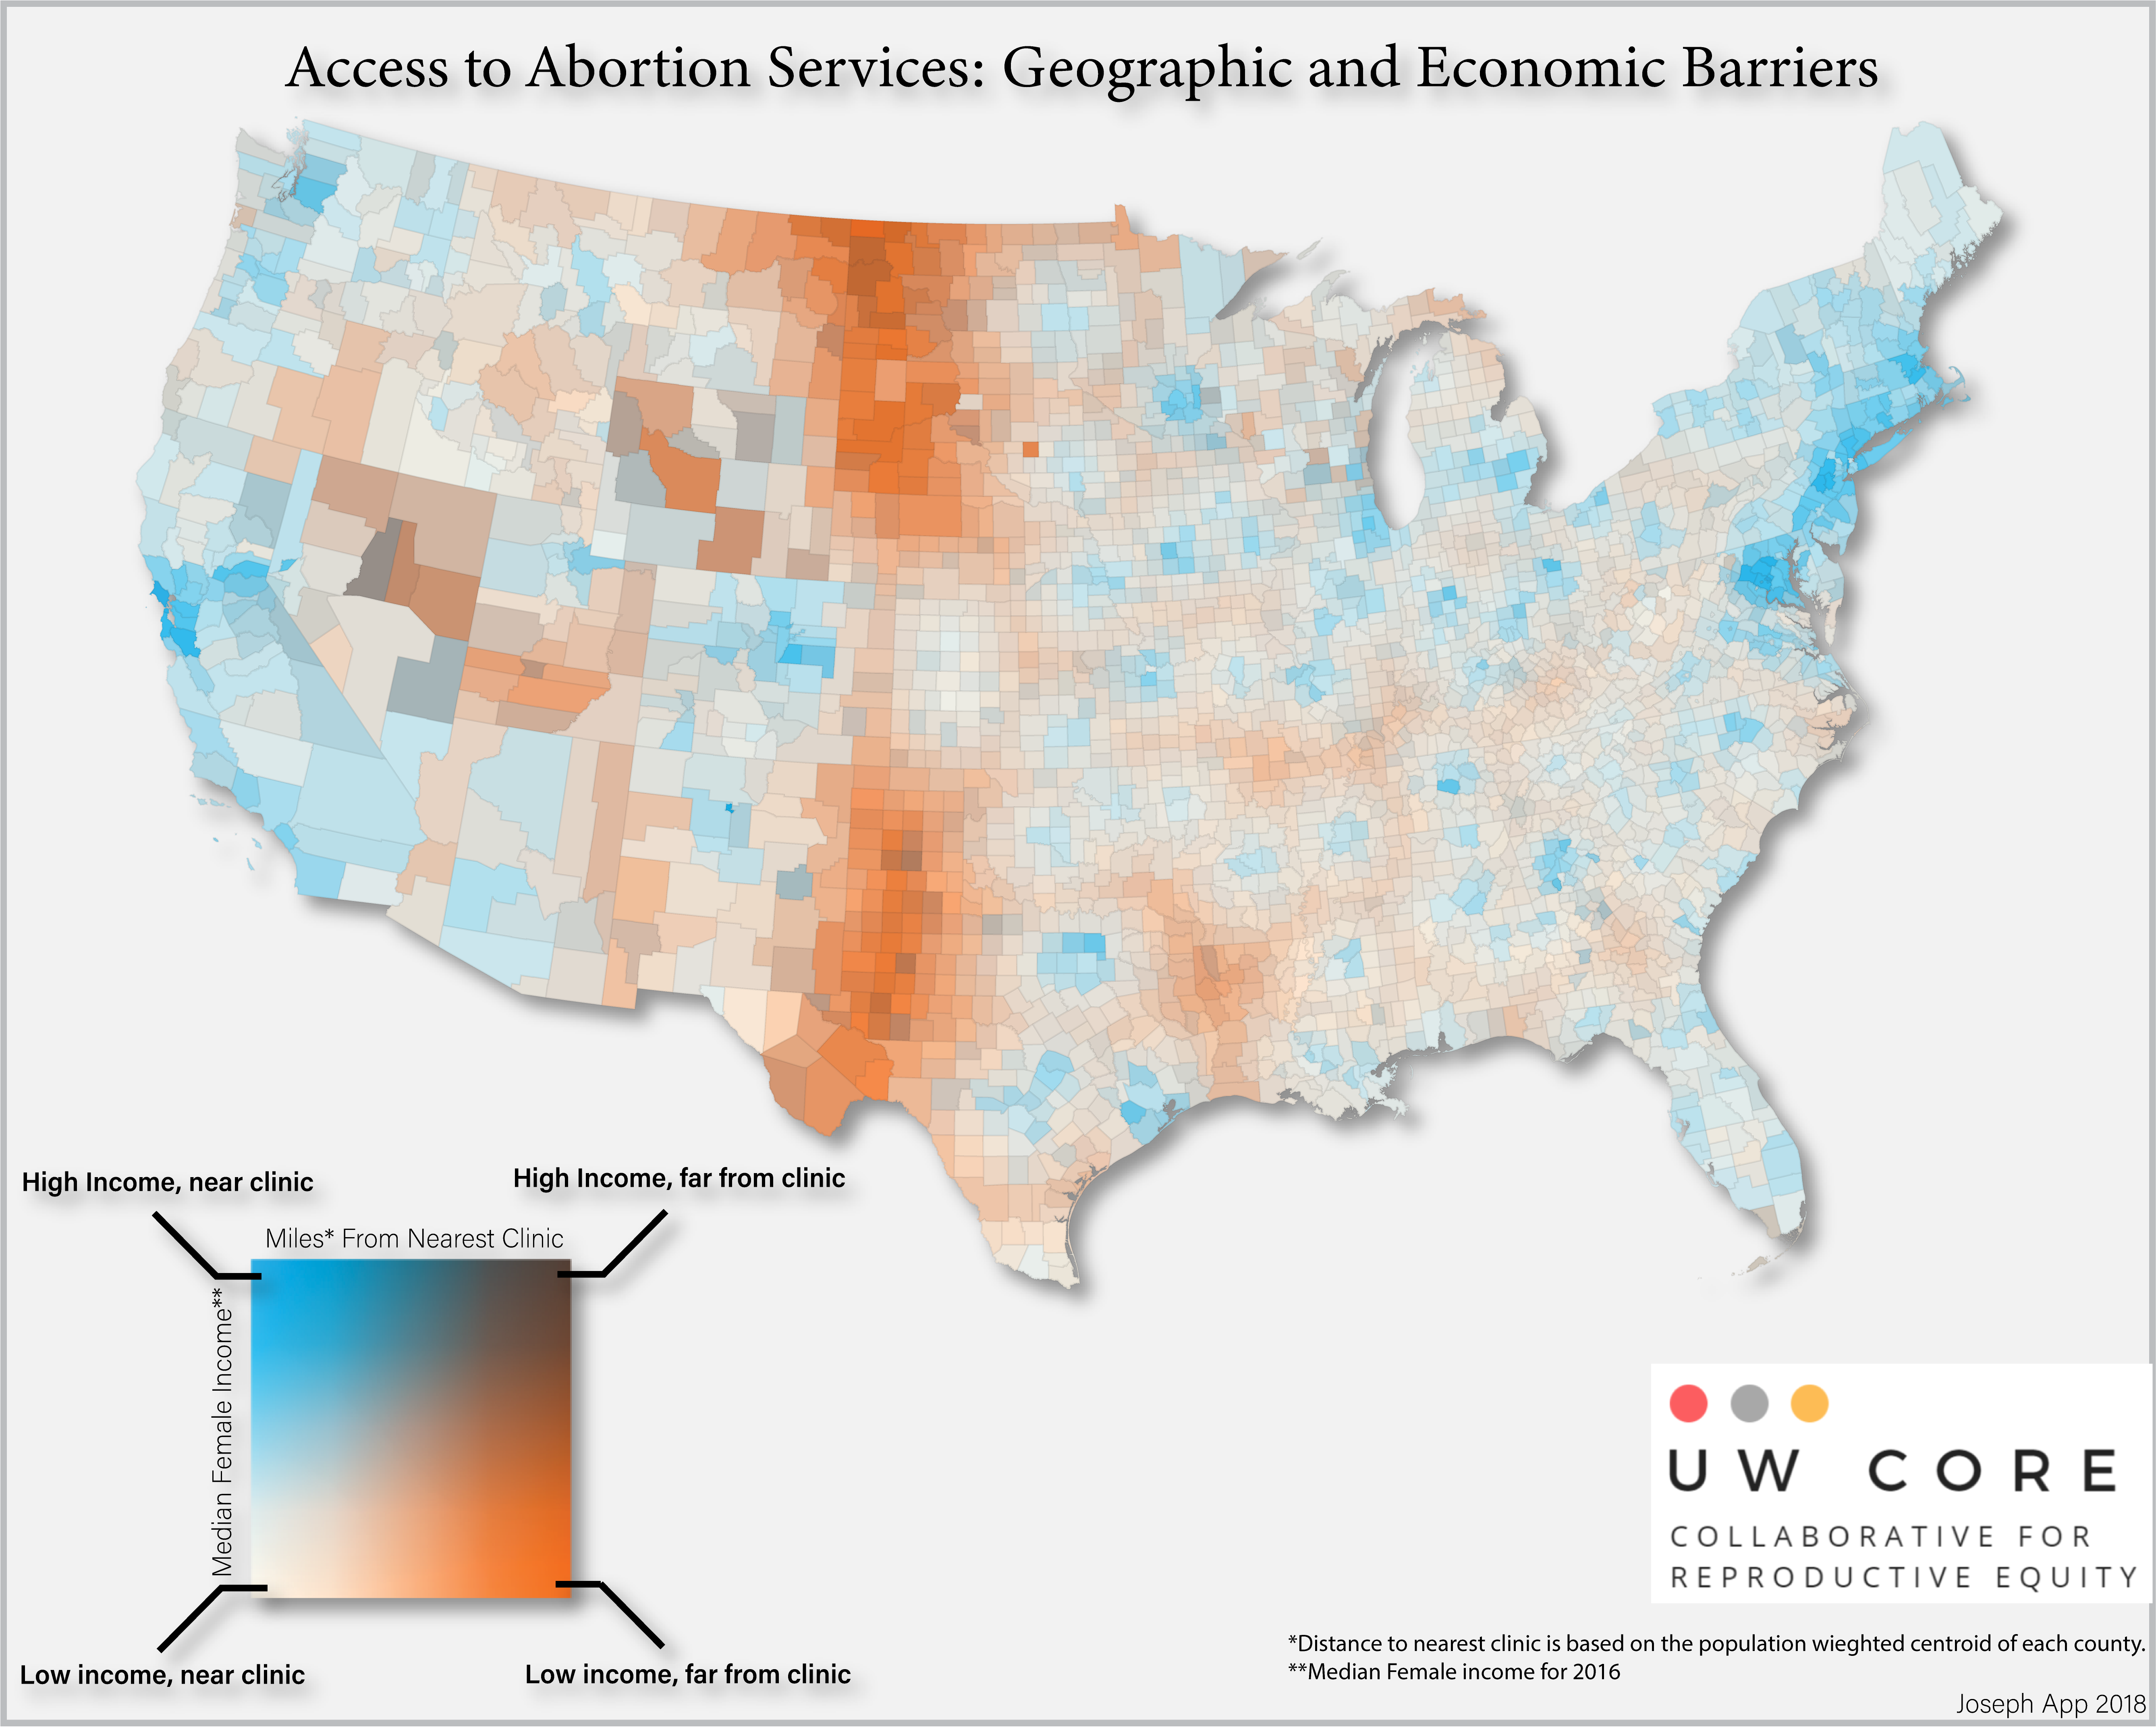 Access to Abortion Services: Geographic and Economic Barriers
High Income, near clinic
High Income, far from clinic
Miles* From Nearest Clinic
Median Female Income**
Low income, near clinic
Low income, far from clinic
UW CORE
COLLABORATIVE FOR
REPRODUCTIVE EQUITY
*Distance to nearest clinic is based on the population wieghted centroid of each county.
**Median Female income for 2016
Joseph App 2018